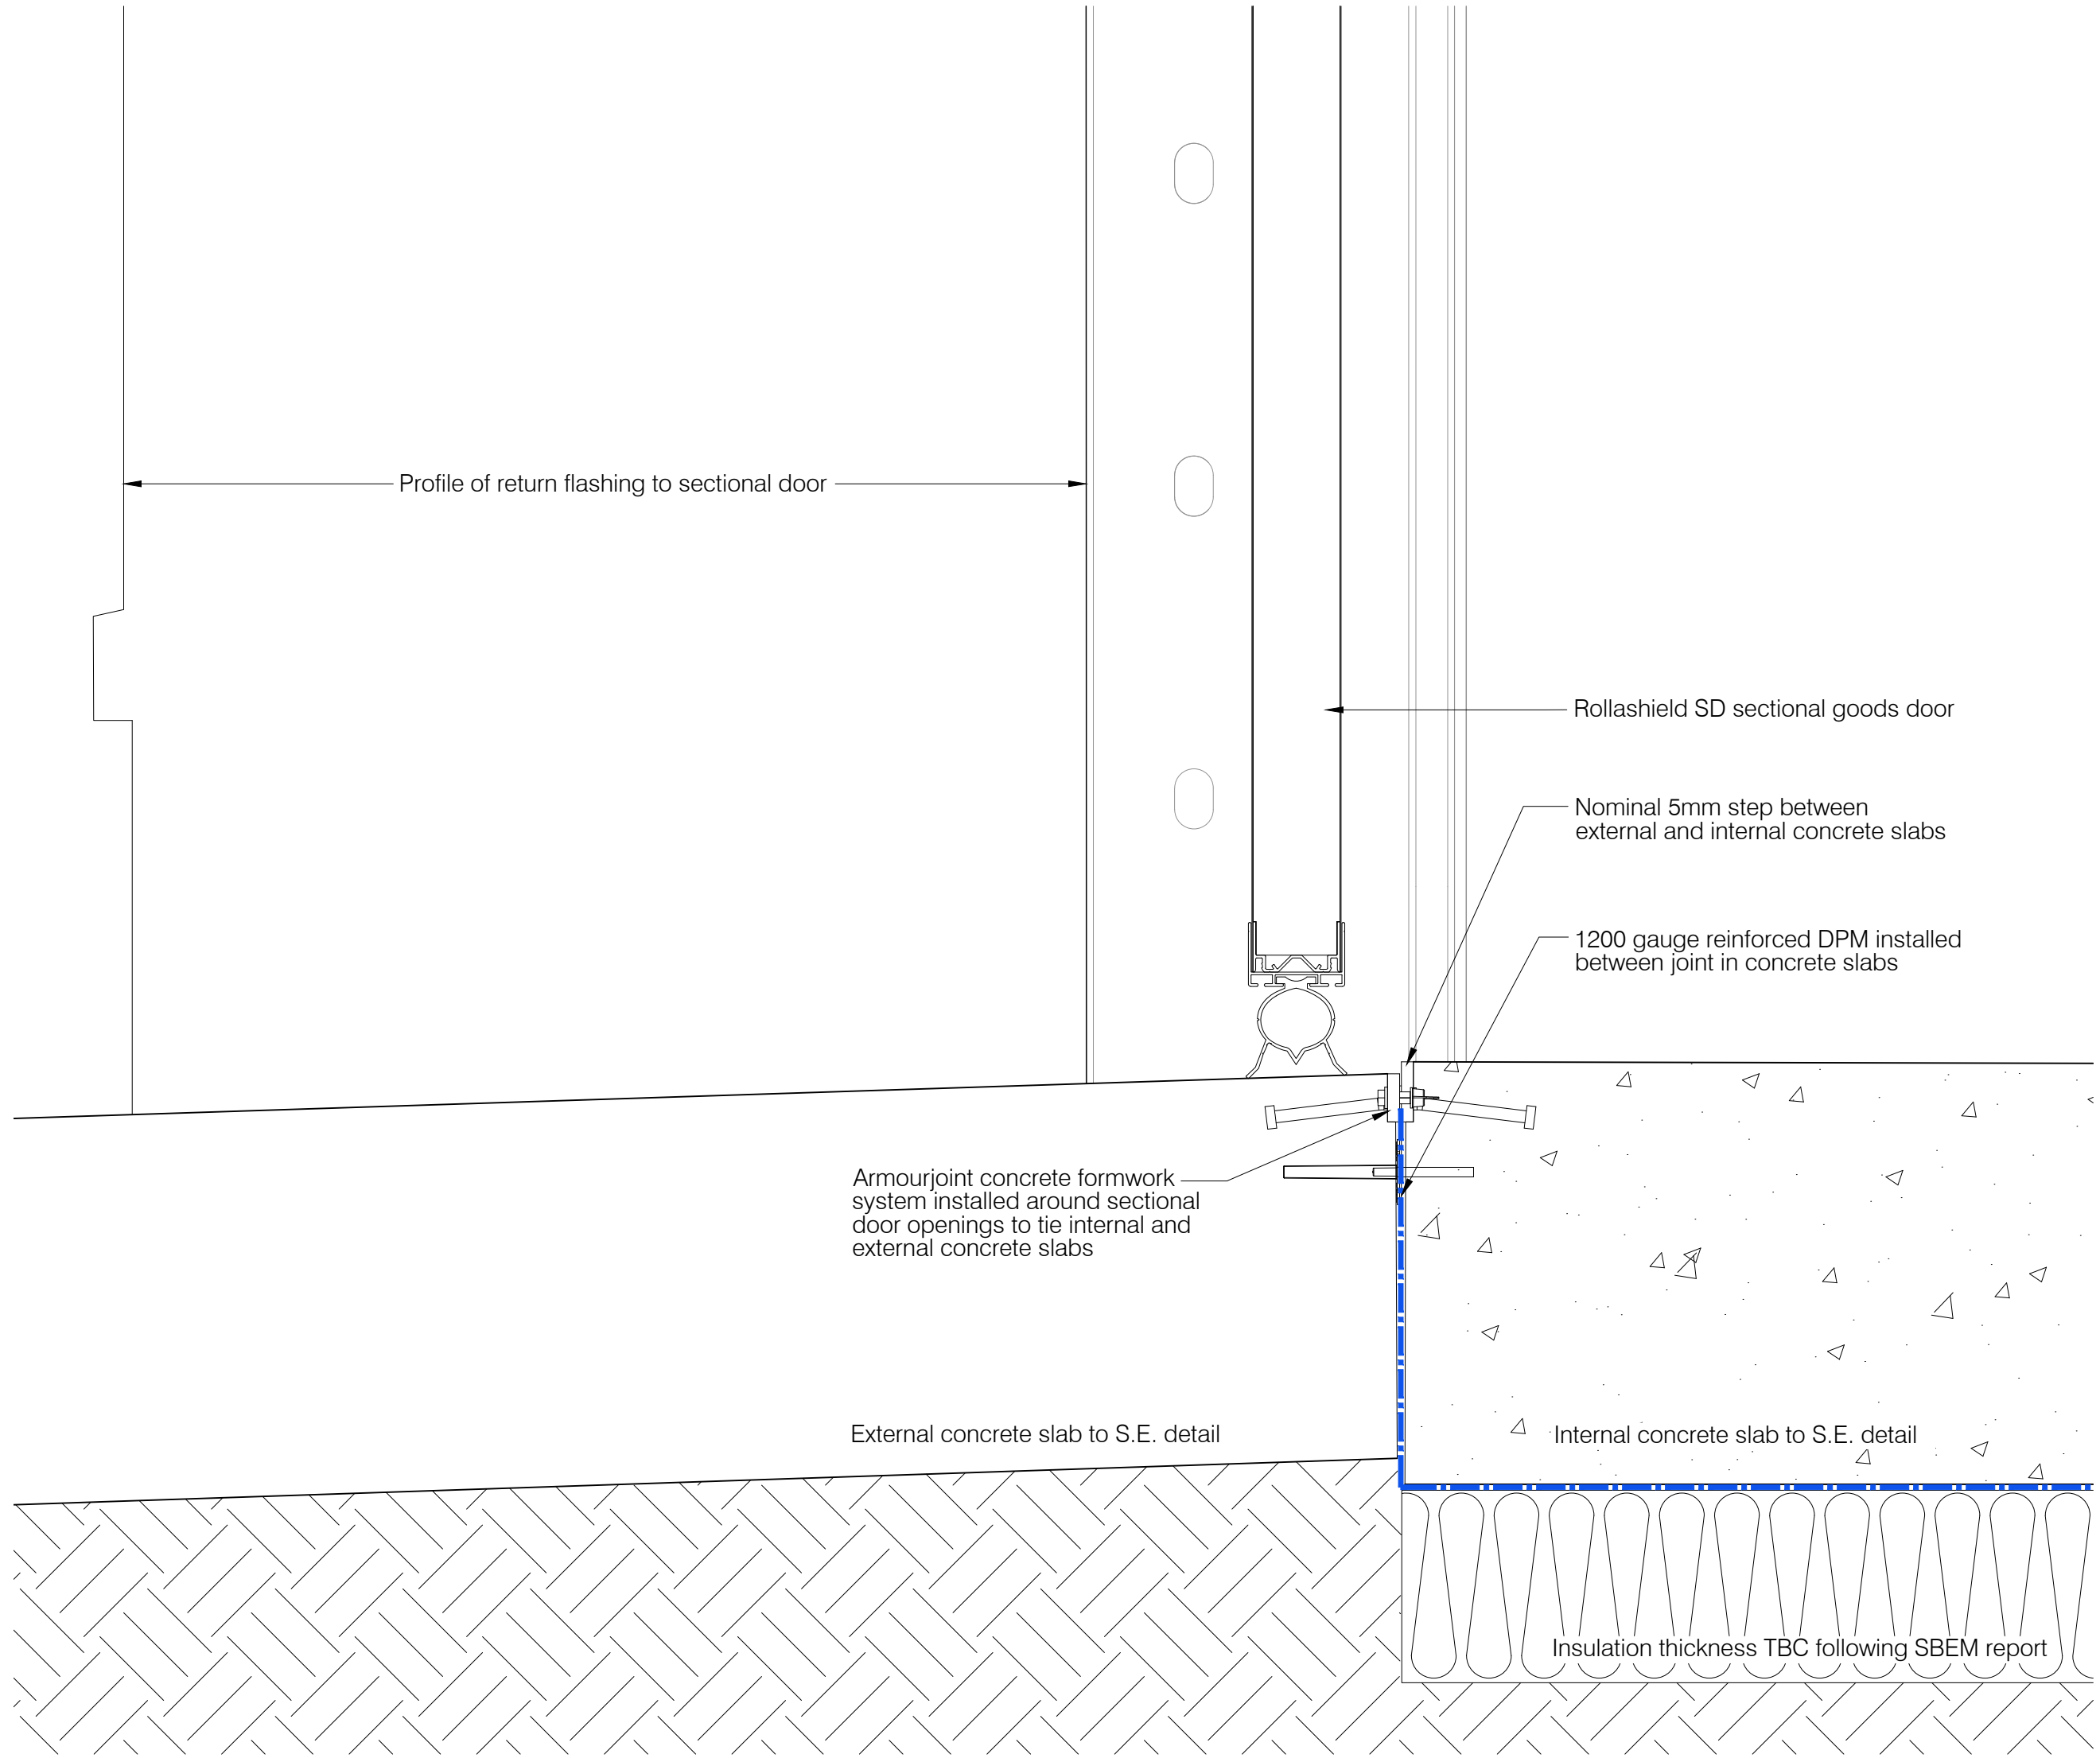 Profile of return flashing to sectional door
Rollashield SD sectional goods door
Nominal 5mm step between
external and internal concrete slabs
1200 gauge reinforced DPM installed
between joint in concrete slabs
Armourjoint concrete formwork
system installed around sectional
door openings to tie internal and
external concrete slabs
External concrete slab to S.E. detail
Internal concrete slab to S.E. detail
Insulation thickness TBC following SBEM report